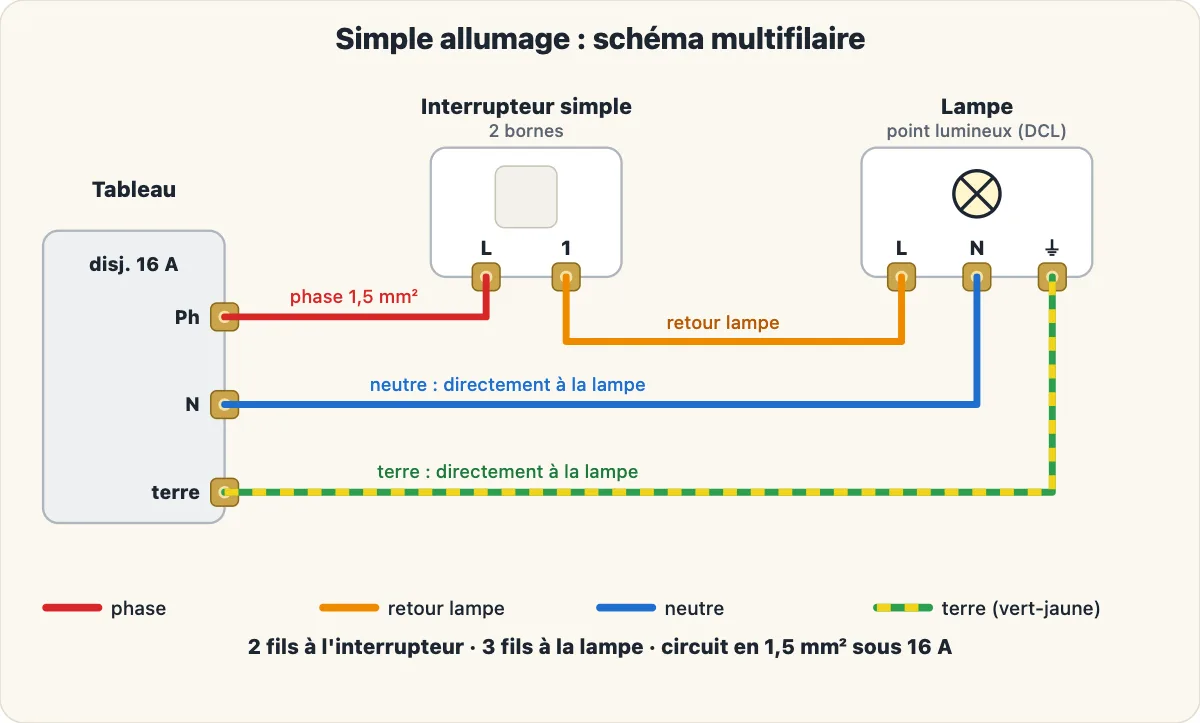 Simple allumage : schéma multifilaire
Interrupteur simple
2 bornes
Lampe
point lumineux (DCL)
Tableau
disj. 16 A
L
1
L
N
Ph
phase 1,5 mm²
retour lampe
N
neutre : directement à la lampe
terre
terre : directement à la lampe
phase
retour lampe
neutre
terre (vert-jaune)
2 fils à l'interrupteur · 3 fils à la lampe · circuit en 1,5 mm² sous 16 A